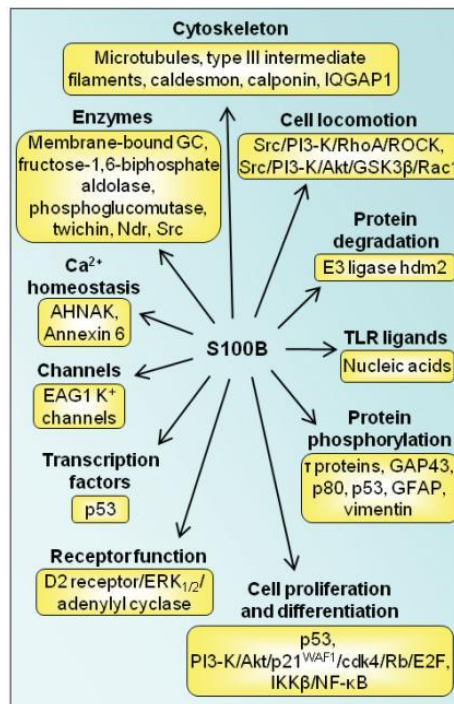 Cytoskeleton
Microtubules, type III intermediate
filaments, caldesmon, calponin, IQGAP1
Enzymes
Membrane-bound GC,
fructose-1,6-biphosphate
aldolase,
phosphoglucomutase,
twichin, Ndr, Src
Cell locomotion
Src/PI3-K/RhoA/ROCK,
Src/PI3-K/Akt/GSK3β/Rac1
Protein
degradation
E3 ligase hdm2
Ca²⁺
homeostasis
AHNAK,
Annexin 6
S100B
TLR ligands
Nucleic acids
Channels
EAG1 K⁺
channels
Protein
phosphorylation
τ proteins, GAP43,
p80, p53, GFAP,
vimentin
Transcription
factors
p53
Receptor function
D2 receptor/ERK₁/₂/
adenylyl cyclase
Cell proliferation
and differentiation
p53,
PI3-K/Akt/p21ᵂᴬᶠ¹/cdk4/Rb/E2F,
IKKβ/NF-κB